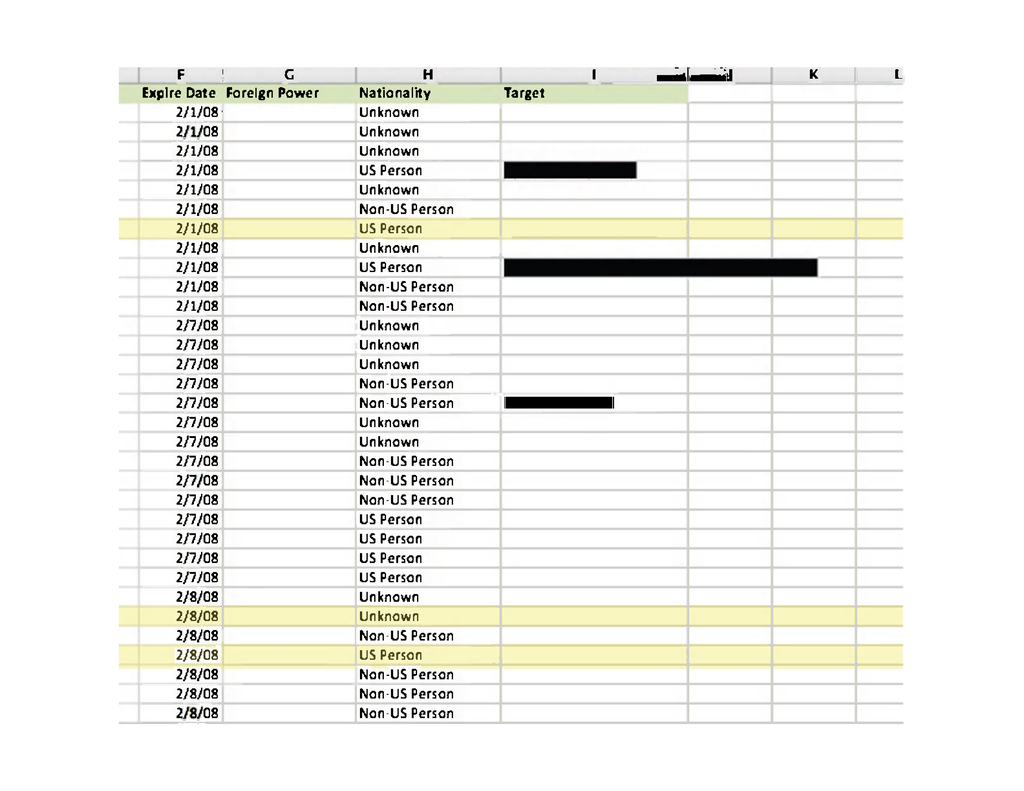 F G H I K L
Expire Date Foreign Power Nationality Target
2/1/08 Unknown
2/1/08 Unknown
2/1/08 Unknown
2/1/08 US Person
2/1/08 Unknown
2/1/08 Non-US Person
2/1/08 US Person
2/1/08 Unknown
2/1/08 US Person
2/1/08 Non-US Person
2/1/08 Non-US Person
2/7/08 Unknown
2/7/08 Unknown
2/7/08 Unknown
2/7/08 Non-US Person
2/7/08 Non-US Person
2/7/08 Unknown
2/7/08 Unknown
2/7/08 Non-US Person
2/7/08 Non-US Person
2/7/08 Non-US Person
2/7/08 US Person
2/7/08 US Person
2/7/08 US Person
2/7/08 US Person
2/8/08 Unknown
2/8/08 Unknown
2/8/08 Non-US Person
2/8/08 US Person
2/8/08 Non-US Person
2/8/08 Non-US Person
2/8/08 Non-US Person